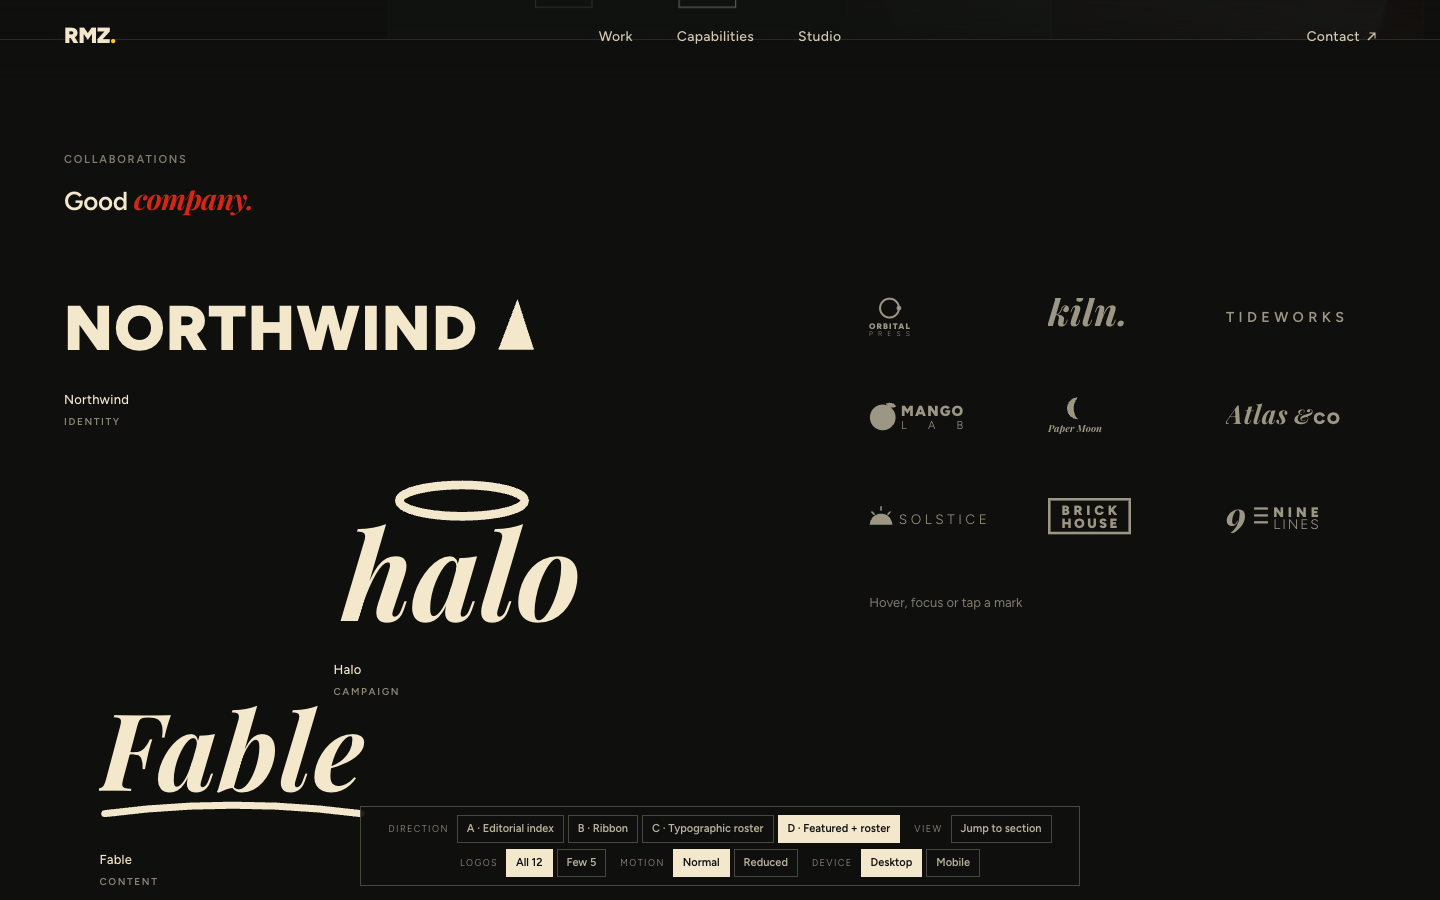 RMZ.
Work
Capabilities
Studio
Contact ↗
COLLABORATIONS
Good company.
NORTHWIND
Northwind
IDENTITY
halo
Halo
CAMPAIGN
Fable
Fable
CONTENT
ORBITAL
PRESS
kiln.
TIDEWORKS
MANGO
LAB
Paper Moon
Atlas &co
SOLSTICE
BRICK
HOUSE
9 NINE
LINES
Hover, focus or tap a mark
DIRECTION A · Editorial index B · Ribbon C · Typographic roster D · Featured + roster VIEW Jump to section
LOGOS All 12 Few 5 MOTION Normal Reduced DEVICE Desktop Mobile